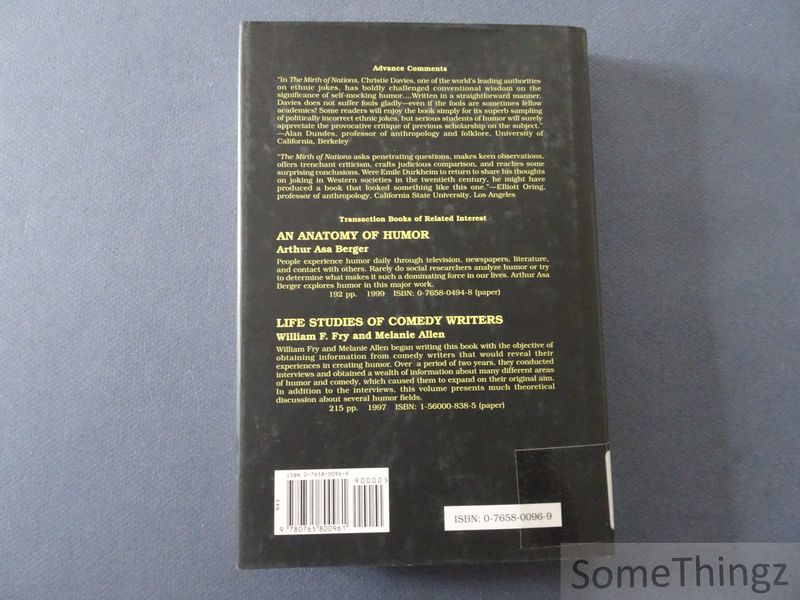 Advance Comments
"In The Mirth of Nations, Christie Davies, one of the world's leading authorities
on ethnic jokes, has boldly challenged conventional wisdom on the
significance of self-mocking humor....Written in a straightforward manner,
Davies does not suffer fools gladly—even if the fools are sometimes fellow
academics! Some readers will enjoy the book simply for its superb sampling
of politically incorrect ethnic jokes, but serious students of humor will surely
appreciate the provocative critique of previous scholarship on the subject."
—Alan Dundes, professor of anthropology and folklore, University of
California, Berkeley
"The Mirth of Nations asks penetrating questions, makes keen observations,
offers trenchant criticism, crafts judicious comparison, and reaches some
surprising conclusions. Were Emile Durkheim to return to share his thoughts
on joking in Western societies in the twentieth century, he might have
produced a book that looked something like this one."—Elliott Oring,
professor of anthropology, California State University, Los Angeles
Transaction Books of Related Interest
AN ANATOMY OF HUMOR
Arthur Asa Berger
People experience humor daily through television, newspapers, literature,
and contact with others. Rarely do social researchers analyze humor or try
to determine what makes it such a dominating force in our lives. Arthur Asa
Berger explores humor in this major work.
192 pp. 1999 ISBN: 0-7658-0494-8 (paper)
LIFE STUDIES OF COMEDY WRITERS
William F. Fry and Melanie Allen
William Fry and Melanie Allen began writing this book with the objective of
obtaining information from comedy writers that would reveal their
experiences in creating humor. Over a period of two years, they conducted
interviews and obtained a wealth of information about many different areas
of humor and comedy, which caused them to expand on their original aim.
In addition to the interviews, this volume presents much theoretical
discussion about several humor fields.
215 pp. 1997 ISBN: 1-56000-838-5 (paper)
ISBN 0-7658-0096-9
90000>
9 780765 800961
ISBN: 0-7658-0096-9
SomeThingz